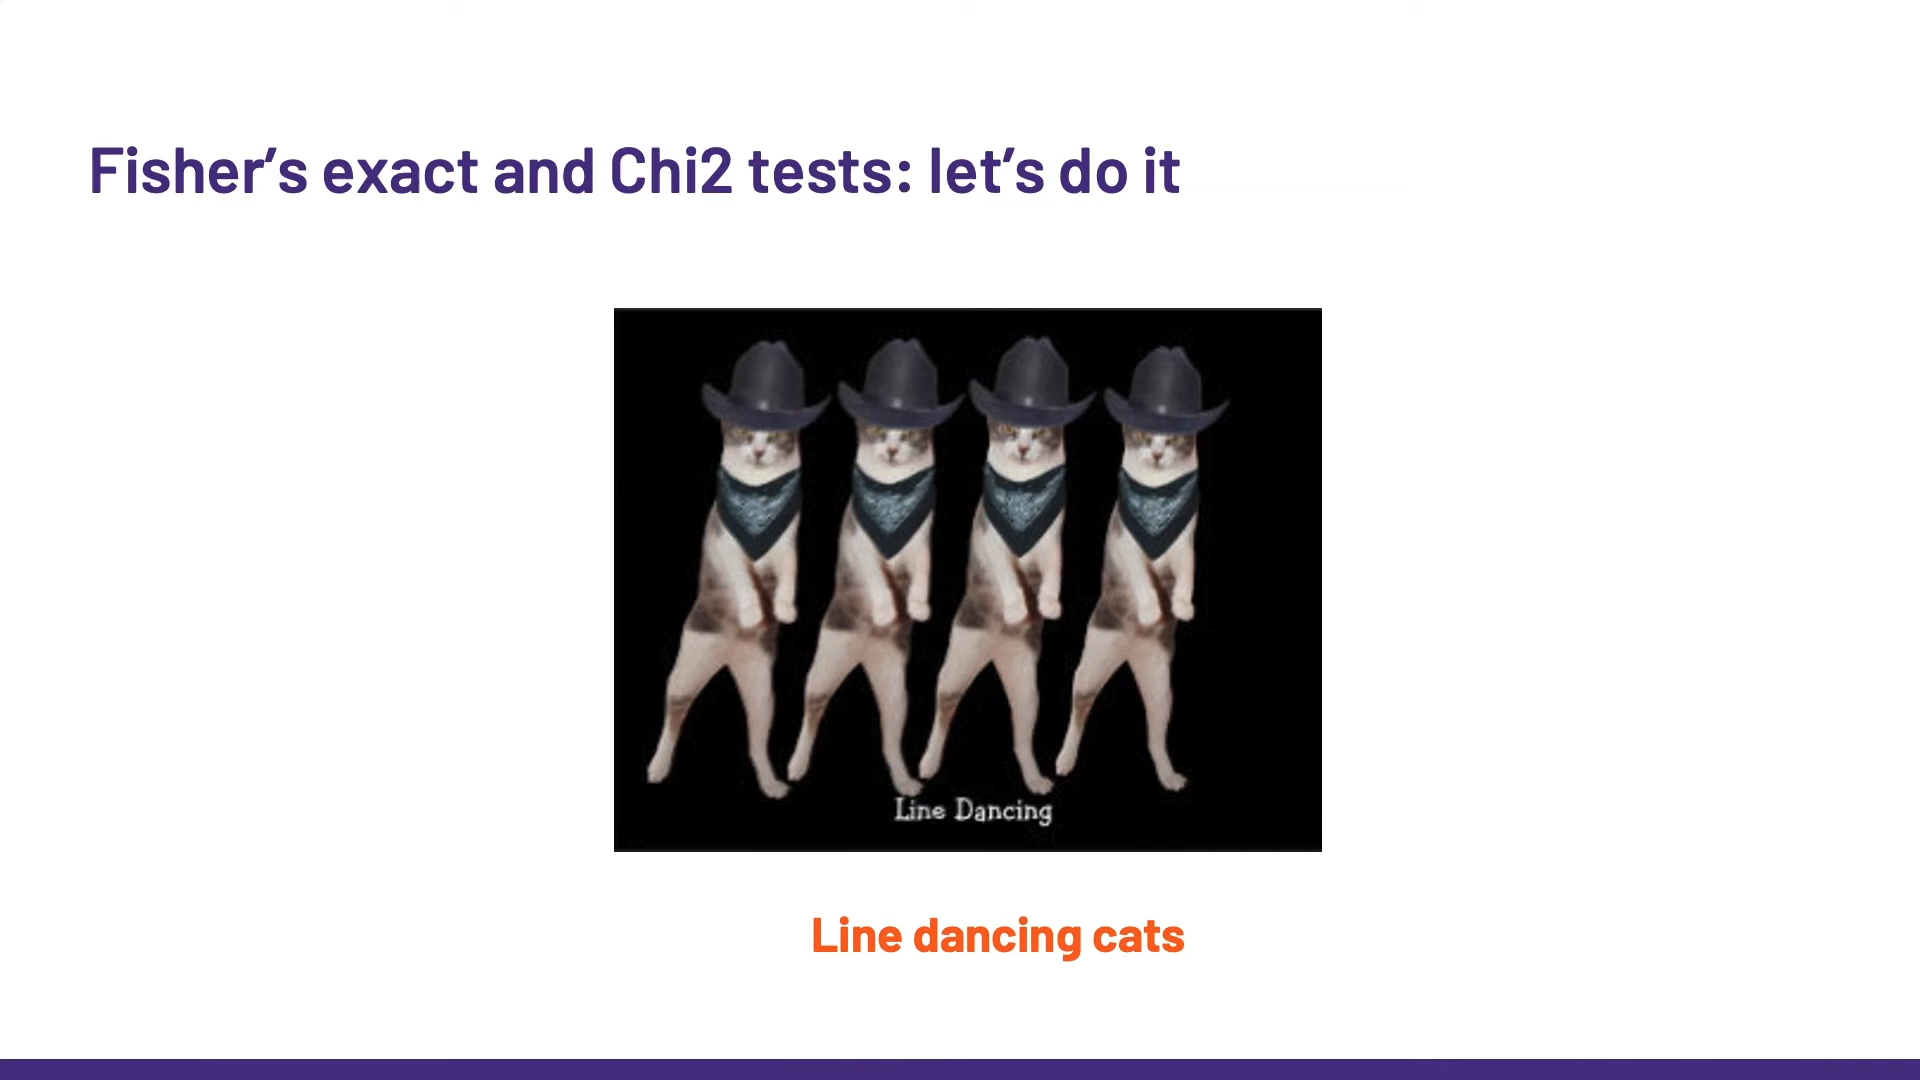 Fisher’s exact and Chi2 tests: let’s do it
Line Dancing
Line dancing cats